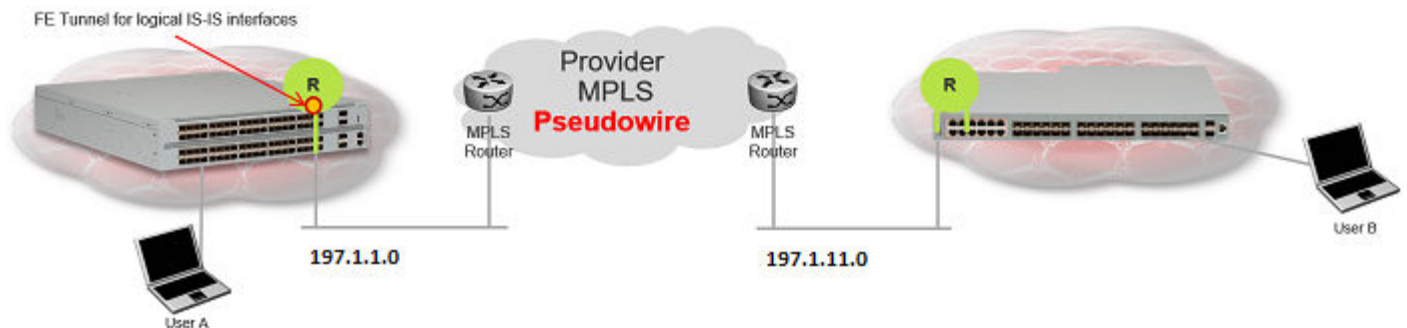 FE Tunnel for logical IS-IS interfaces
R
Provider
MPLS
Pseudowire
MPLS
Router
MPLS
Router
R
197.1.1.0
197.1.11.0
User A
User B